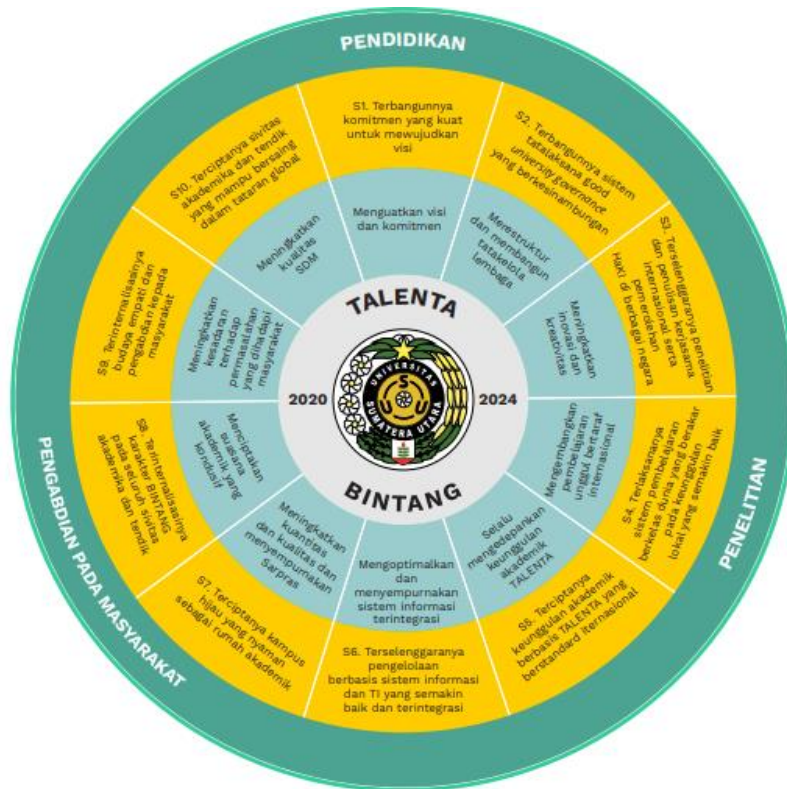 PENDIDIKAN
PENELITIAN
PENGABDIAN PADA MASYARAKAT
S1. Terbangunnya
komitmen yang kuat
untuk mewujudkan
visi
S2. Terbangunnya sistem
tatalaksana good
university governance
yang berkesinambungan
S3. Terselenggaranya penelitian
dan penulisan kerjasama
internasional serta
pemerolehan
HaKI di berbagai negara
S4. Terlaksananya
sistem pembelajaran
berkelas dunia yang berakar
pada keunggulan
lokal yang semakin baik
S5. Terciptanya
keunggulan akademik
berbasis TALENTA yang
berstandard iternasional
S6. Terselenggaranya
pengelolaan
berbasis sistem informasi
dan TI yang semakin
baik dan terintegrasi
S7. Terciptanya kampus
hijau yang nyaman
sebagai rumah akademik
S8. Terinternalisasinya
karakter BINTANG
pada seluruh sivitas
akademika dan tendik
S9. Terinternalisasinya
budaya empati dan
pengabidian kepada
masyarakat
S10. Terciptanya sivitas
akademika dan tendik
yang mampu bersaing
dalam tataran global
Menguatkan visi
dan komitmen
Merestruktur
dan membangun
tatakelola
lembaga
Meningkatkan
inovasi dan
kreativitas
Mengembangkan
pembelajaran
unggul bertaraf
internasional
Selalu
mengedepankan
keunggulan
akademik
TALENTA
Mengoptimalkan
dan
menyempurnakan
sistem informasi
terintegrasi
Meningkatkan
kuantitas
dan kualitas dan
menyempurnakan
Sarpras
Menciptakan
suasana
akademik yang
kondusif
Meningkatkan
kesadaran
terhadap
permasalahan
yang dihadapi
masyarakat
Meningkatkan
kualitas
SDM
TALENTA
2020
2024
UNIVERSITAS
USU
SUMATERA UTARA
BINTANG